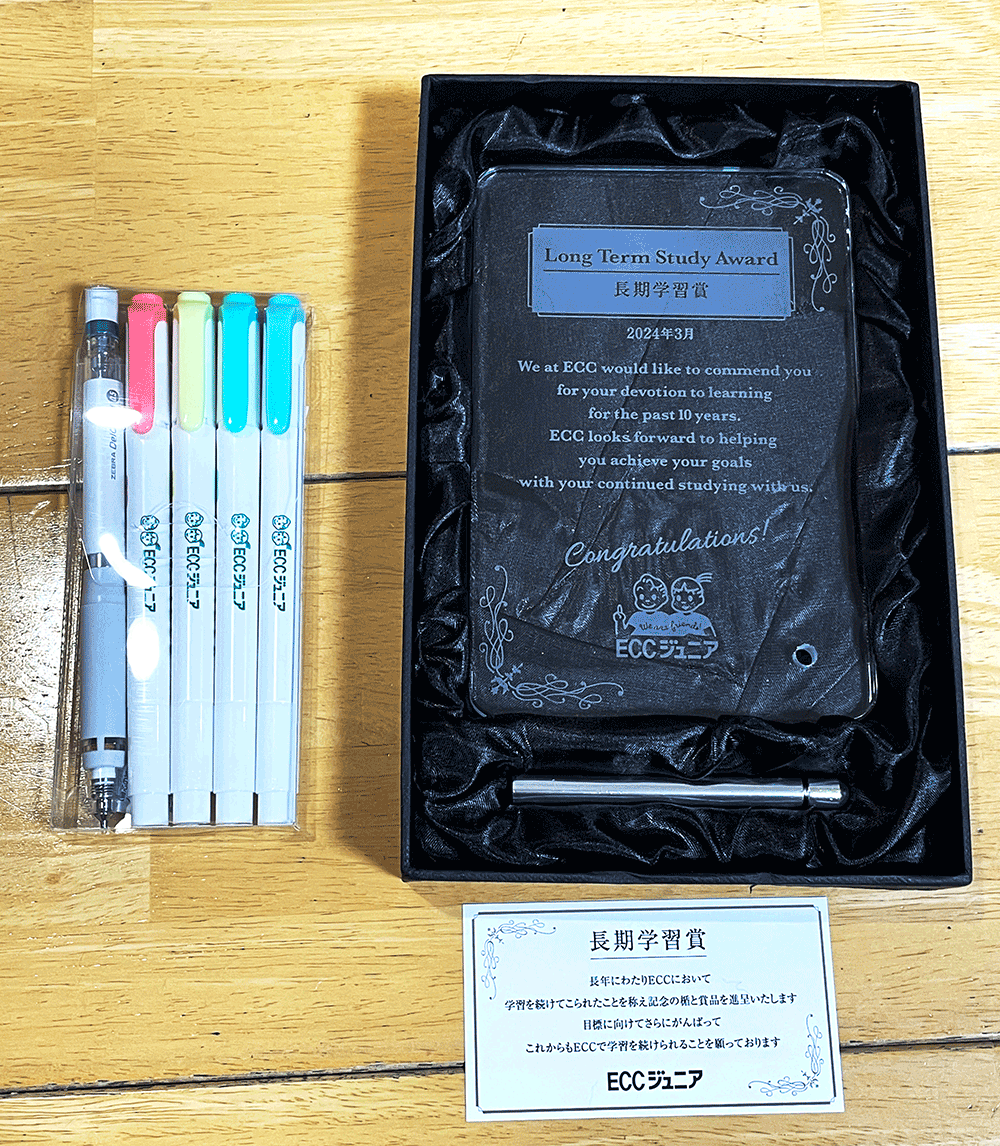 Long Term Study Award
長期学習賞
2024年3月
We at ECC would like to commend you
for your devotion to learning
for the past 10 years.
ECC looks forward to helping
you achieve your goals
with your continued studying with us.
Congratulations!
We are friends!
ECCジュニア
ZEBRA
ECCジュニア
ECCジュニア
ECCジュニア
ECCジュニア
長期学習賞
長年にわたりECCにおいて
学習を続けてこられたことを称え記念の楯と賞品を進呈いたします
目標に向けてさらにがんばって
これからもECCで学習を続けられることを願っております
ECCジュニア